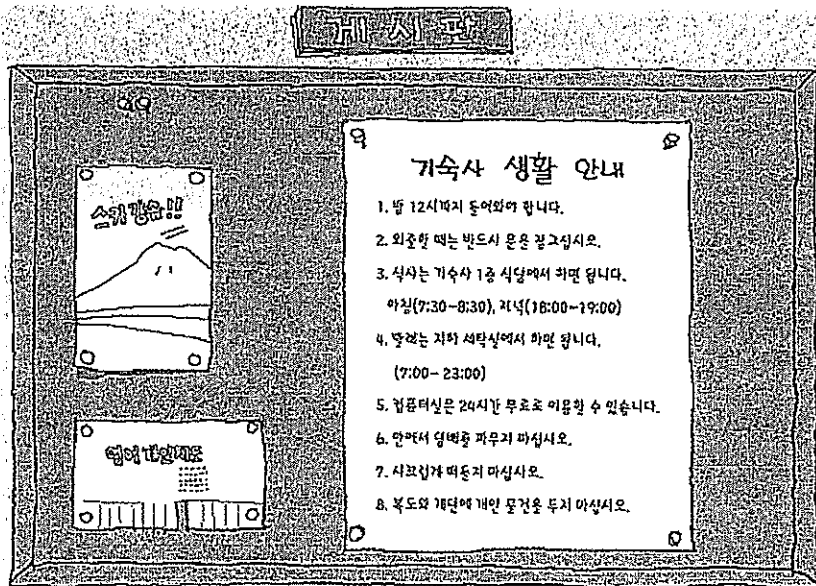 게시판
스키강습!!
영어개인지도
기숙사 생활 안내
1. 밤 12시까지 들어와야 합니다.
2. 외출할 때는 반드시 문을 잠그십시오.
3. 식사는 기숙사 1층 식당에서 하면 됩니다.
아침(7:30-8:30), 저녁(18:00-19:00)
4. 빨래는 지하 세탁실에서 하면 됩니다.
(7:00-23:00)
5. 컴퓨터실은 24시간 무료로 이용할 수 있습니다.
6. 안에서 담배를 피우지 마십시오.
7. 시끄럽게 떠들지 마십시오.
8. 복도와 계단에 개인 물건을 두지 마십시오.